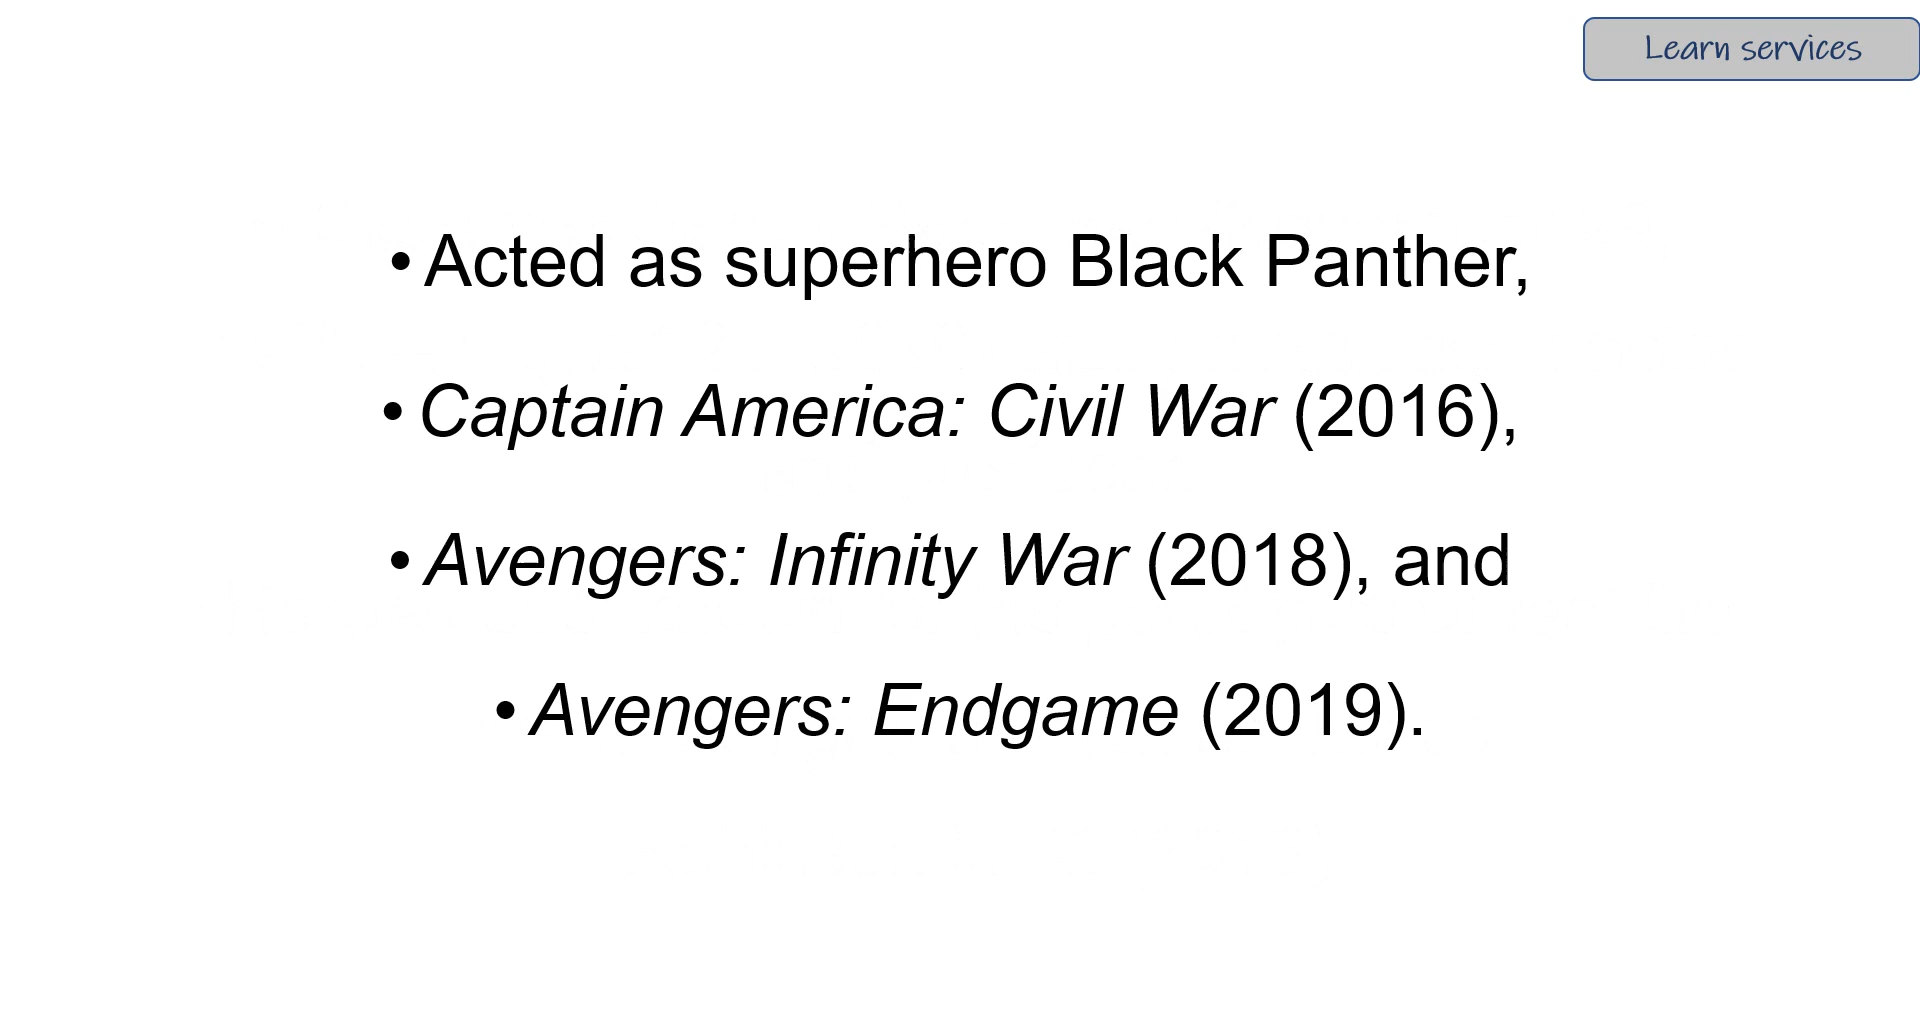 Learn services
• Acted as superhero Black Panther,
• Captain America: Civil War (2016),
• Avengers: Infinity War (2018), and
• Avengers: Endgame (2019).